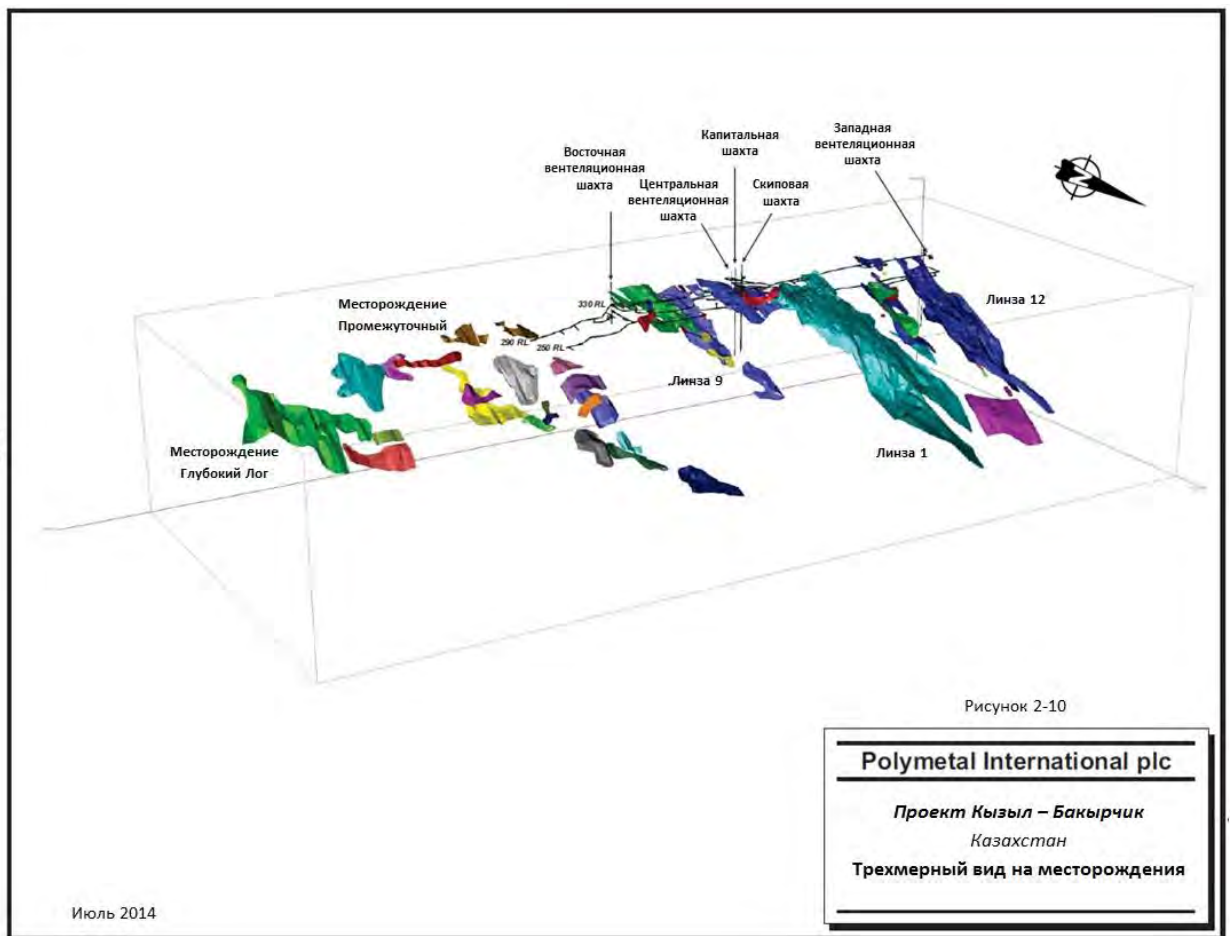 Капитальная
шахта
Западная
вентеляционная
шахта
Восточная
вентеляционная
шахта
Центральная
вентеляционная
шахта
Скиповая
шахта
N
Линза 12
330 RL
Месторождение
Промежуточный
290 RL
250 RL
Линза 9
Месторождение
Глубокий Лог
Линза 1
Рисунок 2-10
Polymetal International plc
Проект Кызыл – Бакырчик
Казахстан
Трехмерный вид на месторождения
Июль 2014